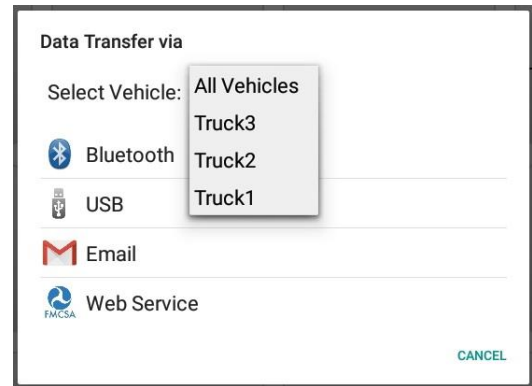 Data Transfer via
Select Vehicle: All Vehicles
Truck3
Bluetooth Truck2
USB Truck1
Email
FMCSA Web Service
CANCEL